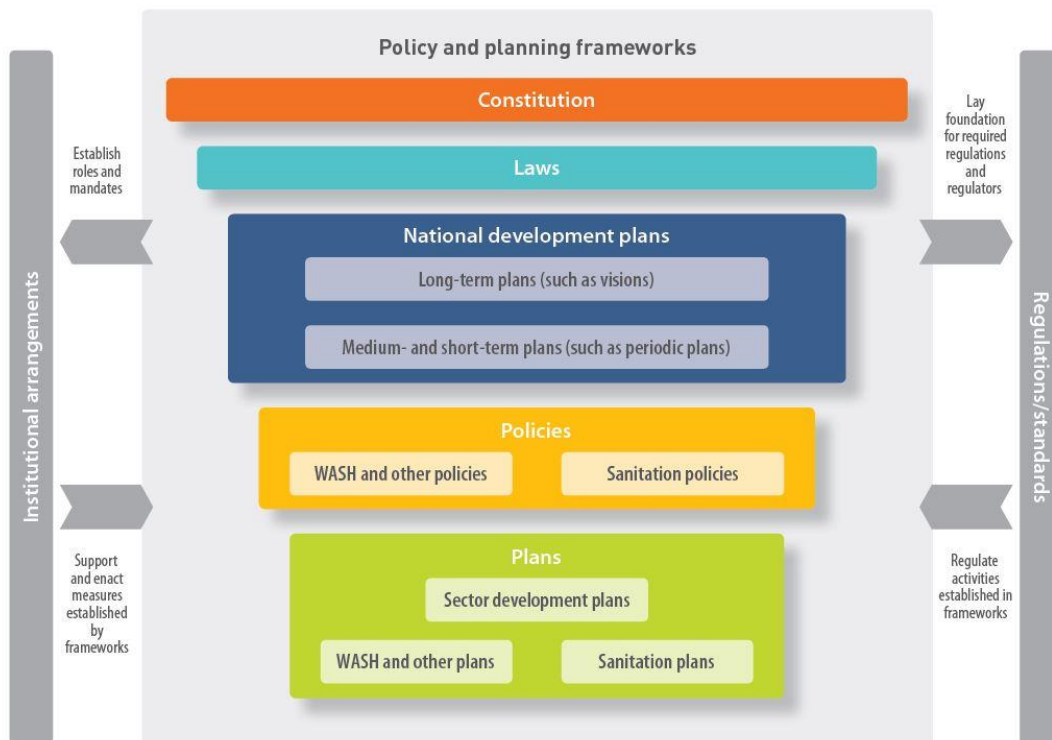 Policy and planning frameworks
Constitution
Laws
National development plans
Long-term plans (such as visions)
Medium- and short-term plans (such as periodic plans)
Policies
WASH and other policies
Sanitation policies
Plans
Sector development plans
WASH and other plans
Sanitation plans
Institutional arrangements
Establish
roles and
mandates
Support
and enact
measures
established
by
frameworks
Lay
foundation
for required
regulations
and
regulators
Regulate
activities
established in
frameworks
Regulations/standards